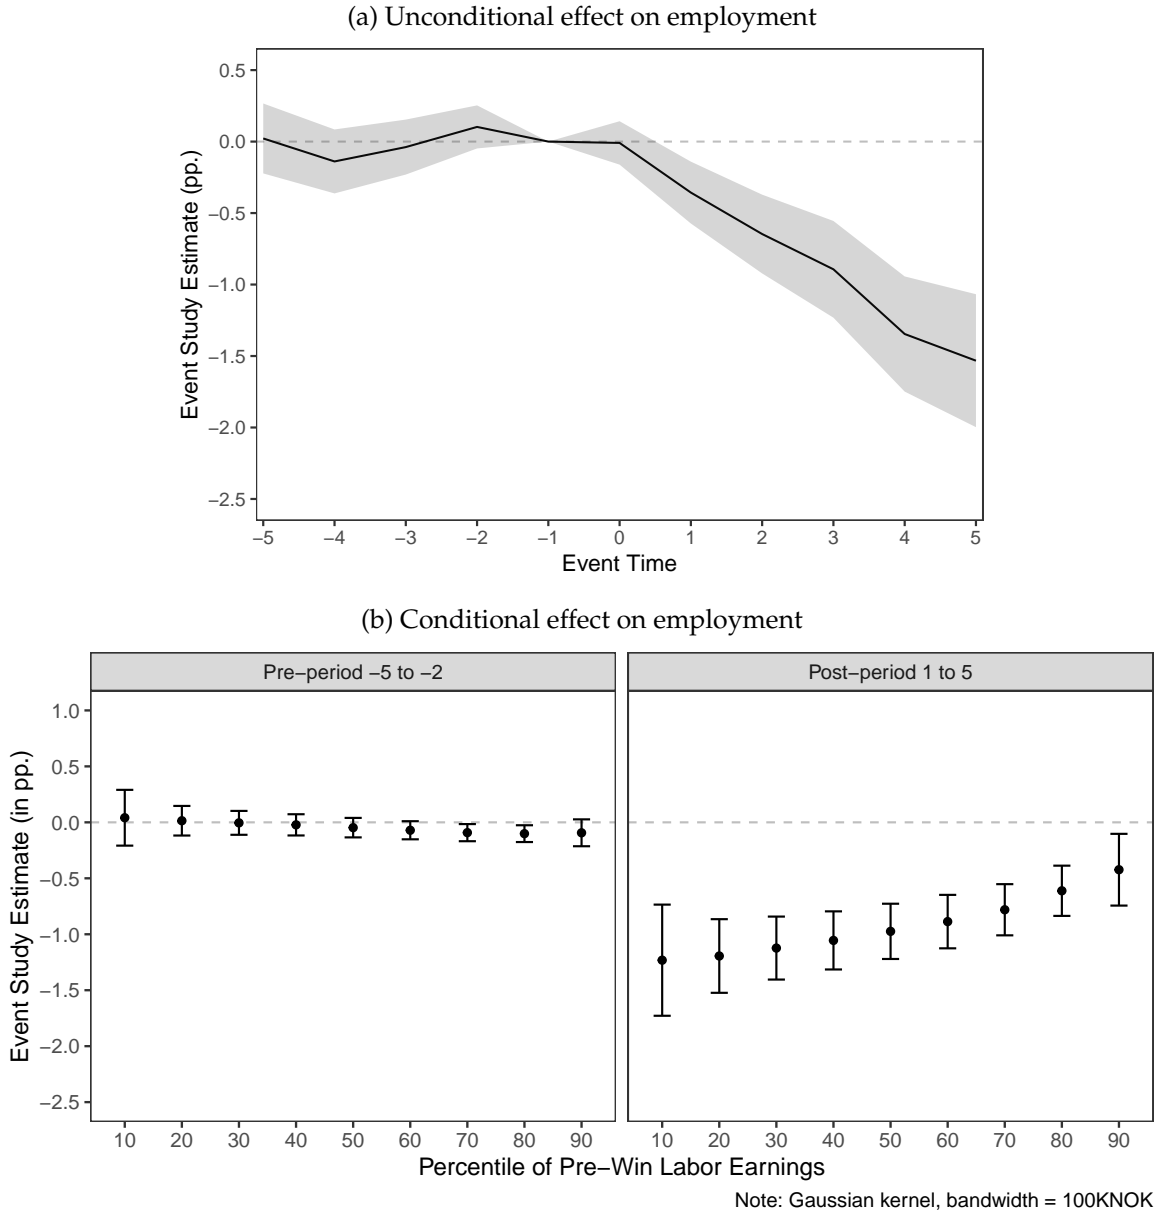 (a) Unconditional effect on employment
Event Study Estimate (pp.)
0.5
0.0
−0.5
−1.0
−1.5
−2.0
−2.5
−5 −4 −3 −2 −1 0 1 2 3 4 5
Event Time
(b) Conditional effect on employment
Pre−period −5 to −2 Post−period 1 to 5
Event Study Estimate (in pp.)
1.0
0.5
0.0
−0.5
−1.0
−1.5
−2.0
−2.5
10 20 30 40 50 60 70 80 90 10 20 30 40 50 60 70 80 90
Percentile of Pre−Win Labor Earnings
Note: Gaussian kernel, bandwidth = 100KNOK